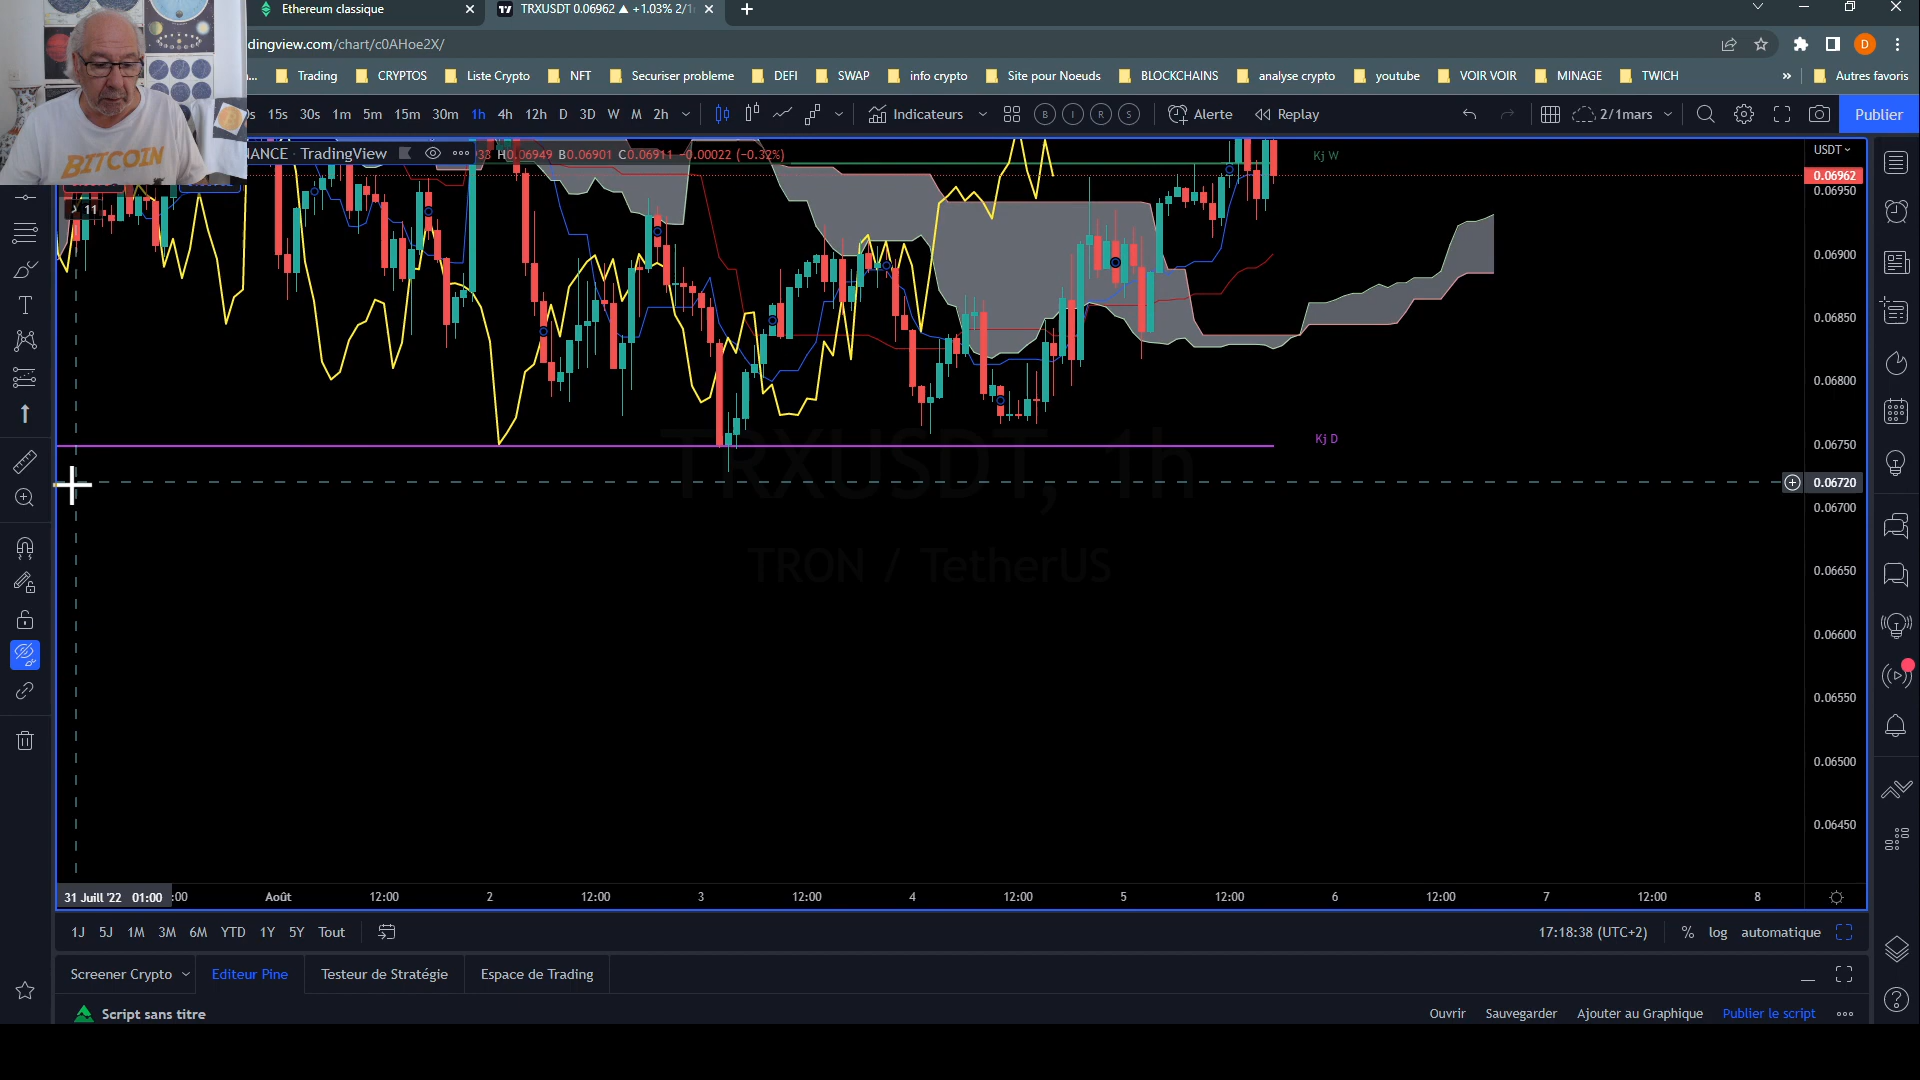 Ethereum classique
TRXUSDT 0.06962 ▲ +1.03% 2/1
dingview.com/chart/c0AHoe2X/
D
Trading
CRYPTOS
Liste Crypto
NFT
Securiser probleme
DEFI
SWAP
info crypto
Site pour Noeuds
BLOCKCHAINS
analyse crypto
youtube
VOIR VOIR
MINAGE
TWICH
»
Autres favoris
15s 30s 1m 5m 15m 30m 1h 4h 12h D 3D W M 2h
Indicateurs
B I R S
Alerte
Replay
2/1mars
Publier
BITCOIN
NANCE · TradingView
H0.06949 B0.06901 C0.06911 -0.00022 (-0.32%)
Kj W
USDT
0.06962
0.06950
11
0.06900
0.06850
0.06800
Kj D
0.06750
TRXUSDT, 1h
0.06720
0.06700
TRON / TetherUS
0.06650
0.06600
0.06550
0.06500
0.06450
31 Juill '22 01:00 :00 Août 12:00 2 12:00 3 12:00 4 12:00 5 12:00 6 12:00 7 12:00 8
1J 5J 1M 3M 6M YTD 1Y 5Y Tout
17:18:38 (UTC+2) % log automatique
Screener Crypto
Editeur Pine
Testeur de Stratégie
Espace de Trading
Script sans titre
Ouvrir
Sauvegarder
Ajouter au Graphique
Publier le script